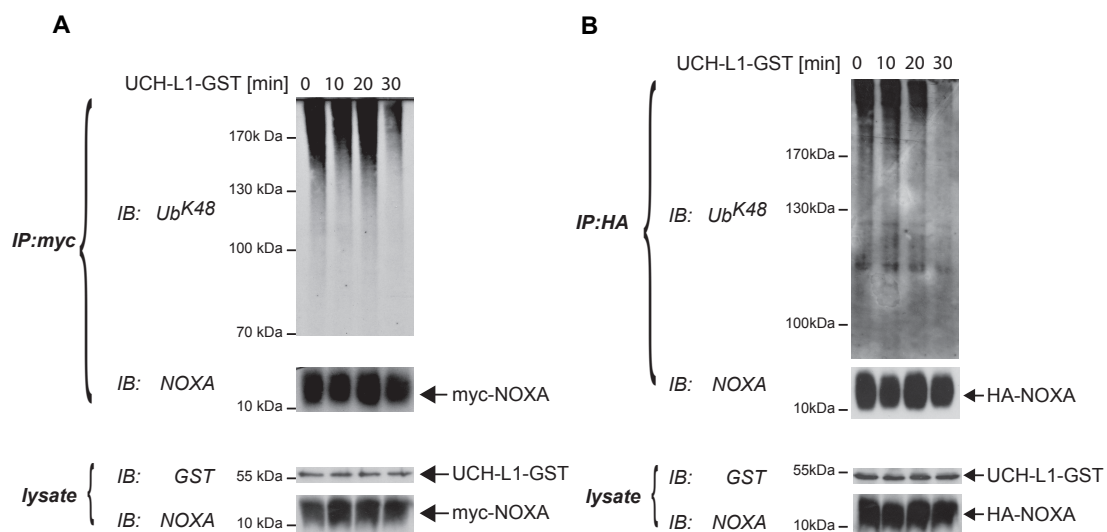 A
UCH-L1-GST [min] 0 10 20 30
170k Da
130 kDa
IB: Ub^K48
IP:myc
100 kDa
70 kDa
IB: NOXA
myc-NOXA
10 kDa
lysate
IB: GST
55 kDa
UCH-L1-GST
IB: NOXA
10 kDa
myc-NOXA
B
UCH-L1-GST [min] 0 10 20 30
170kDa
130kDa
IB: Ub^K48
IP:HA
100kDa
IB: NOXA
HA-NOXA
10kDa
lysate
IB: GST
55kDa
UCH-L1-GST
IB: NOXA
10kDa
HA-NOXA